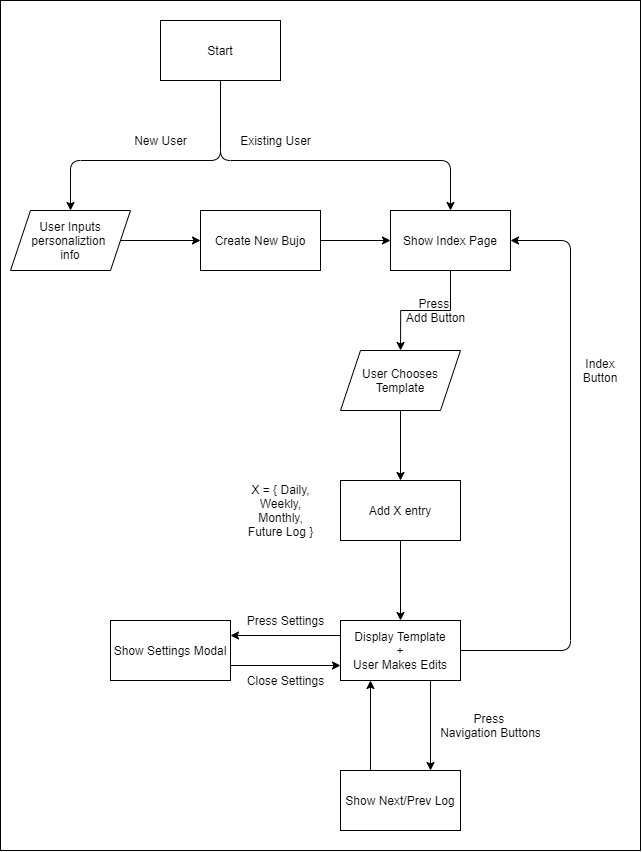 Start
New User
Existing User
User Inputs
personaliztion
info
Create New Bujo
Show Index Page
Press
Add Button
User Chooses
Template
Index
Button
X = { Daily,
Weekly,
Monthly,
Future Log }
Add X entry
Press Settings
Show Settings Modal
Display Template
+
User Makes Edits
Close Settings
Press
Navigation Buttons
Show Next/Prev Log